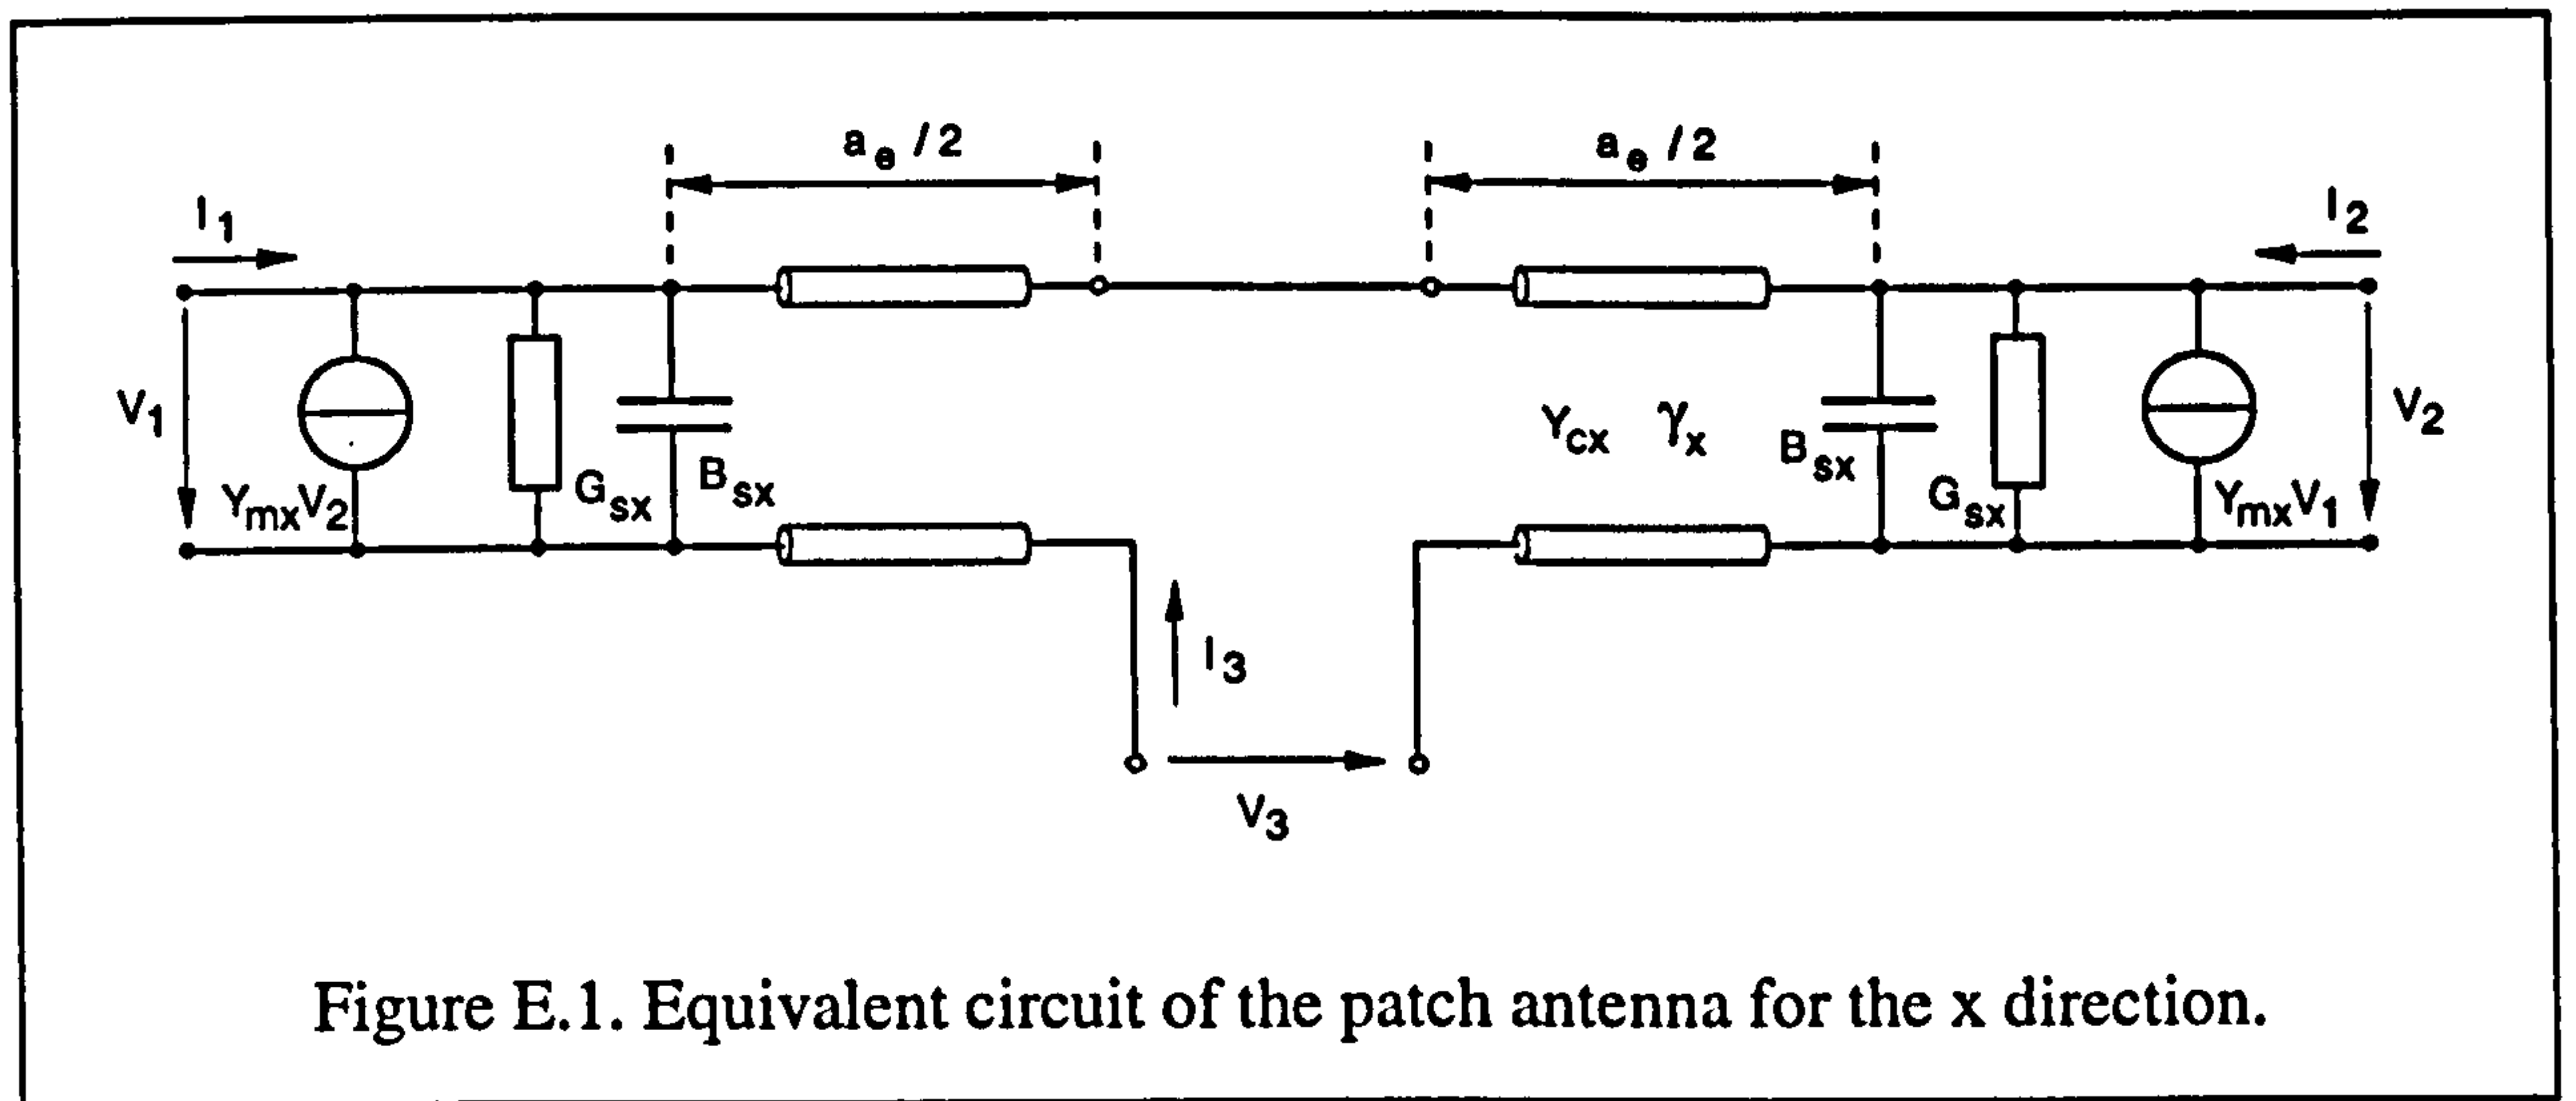 a_e /2
a_e /2
I_1
I_2
V_1
Y_mx V_2
G_sx
B_sx
Y_cx γ_x
B_sx
G_sx
Y_mx V_1
V_2
I_3
V_3
Figure E.1. Equivalent circuit of the patch antenna for the x direction.